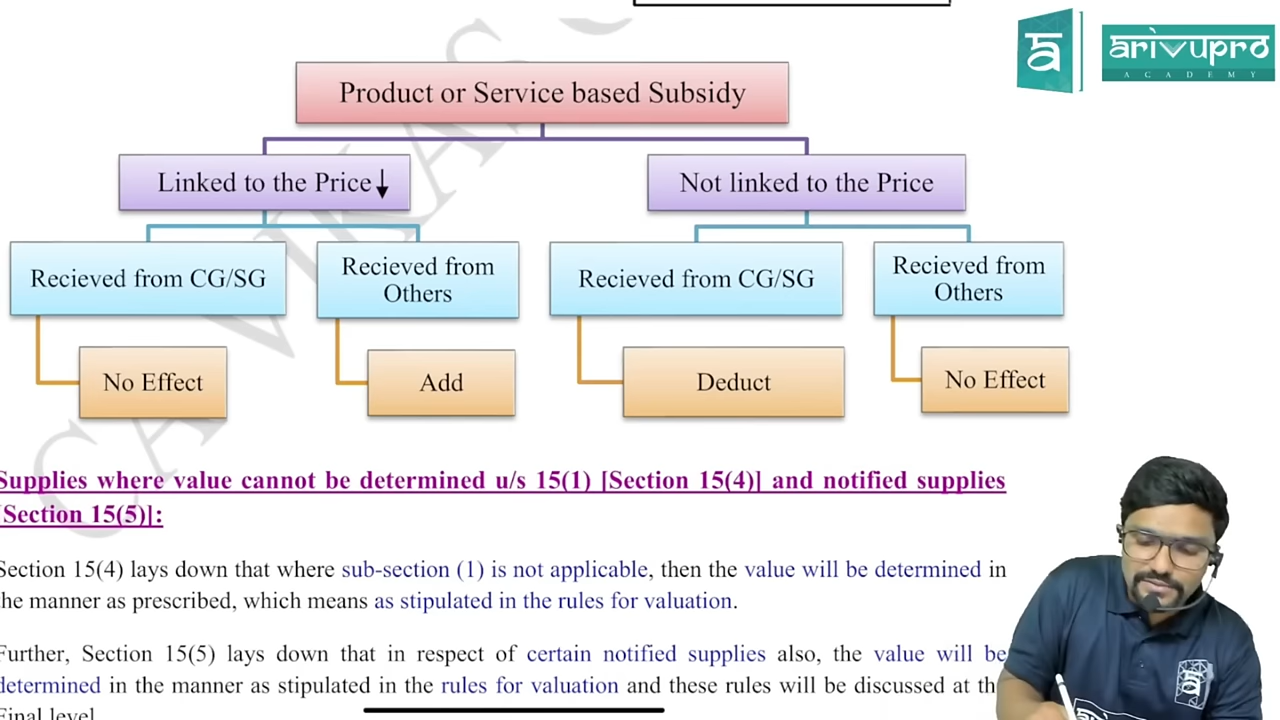 arivupro
ACADEMY
Product or Service based Subsidy
Linked to the Price
Not linked to the Price
Recieved from CG/SG
Recieved from
Others
Recieved from CG/SG
Recieved from
Others
No Effect
Add
Deduct
No Effect
CA VIKAS
Supplies where value cannot be determined u/s 15(1) [Section 15(4)] and notified supplies
[Section 15(5)]:
Section 15(4) lays down that where sub-section (1) is not applicable, then the value will be determined in
the manner as prescribed, which means as stipulated in the rules for valuation.
Further, Section 15(5) lays down that in respect of certain notified supplies also, the value will be
determined in the manner as stipulated in the rules for valuation and these rules will be discussed at the
Final level